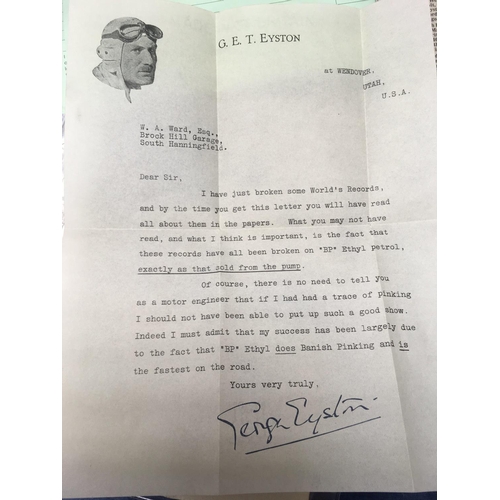 G. E. T. EYSTON
at WENDOVER,
UTAH,
U.S.A.
W. A. Ward, Esq.,
Brock Hill Garage,
South Hanningfield.
Dear Sir,
I have just broken some World's Records,
and by the time you get this letter you will have read
all about them in the papers. What you may not have
read, and what I think is important, is the fact that
these records have all been broken on "BP" Ethyl petrol,
exactly as that sold from the pump.
Of course, there is no need to tell you
as a motor engineer that if I had had a trace of pinking
I should not have been able to put up such a good show.
Indeed I must admit that my success has been largely due
to the fact that "BP" Ethyl does Banish Pinking and is
the fastest on the road.
Yours very truly,
George Eyston